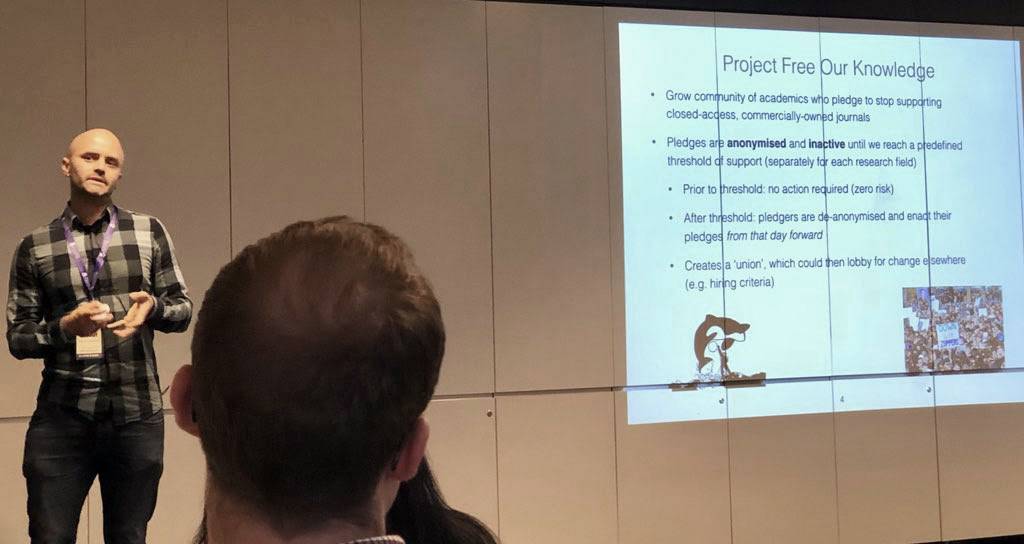 Project Free Our Knowledge
• Grow community of academics who pledge to stop supporting
closed-access, commercially-owned journals
• Pledges are anonymised and inactive until we reach a predefined
threshold of support (separately for each research field)
• Prior to threshold: no action required (zero risk)
• After threshold: pledgers are de-anonymised and enact their
pledges from that day forward
• Creates a 'union', which could then lobby for change elsewhere
(e.g. hiring criteria)
DOWN
4